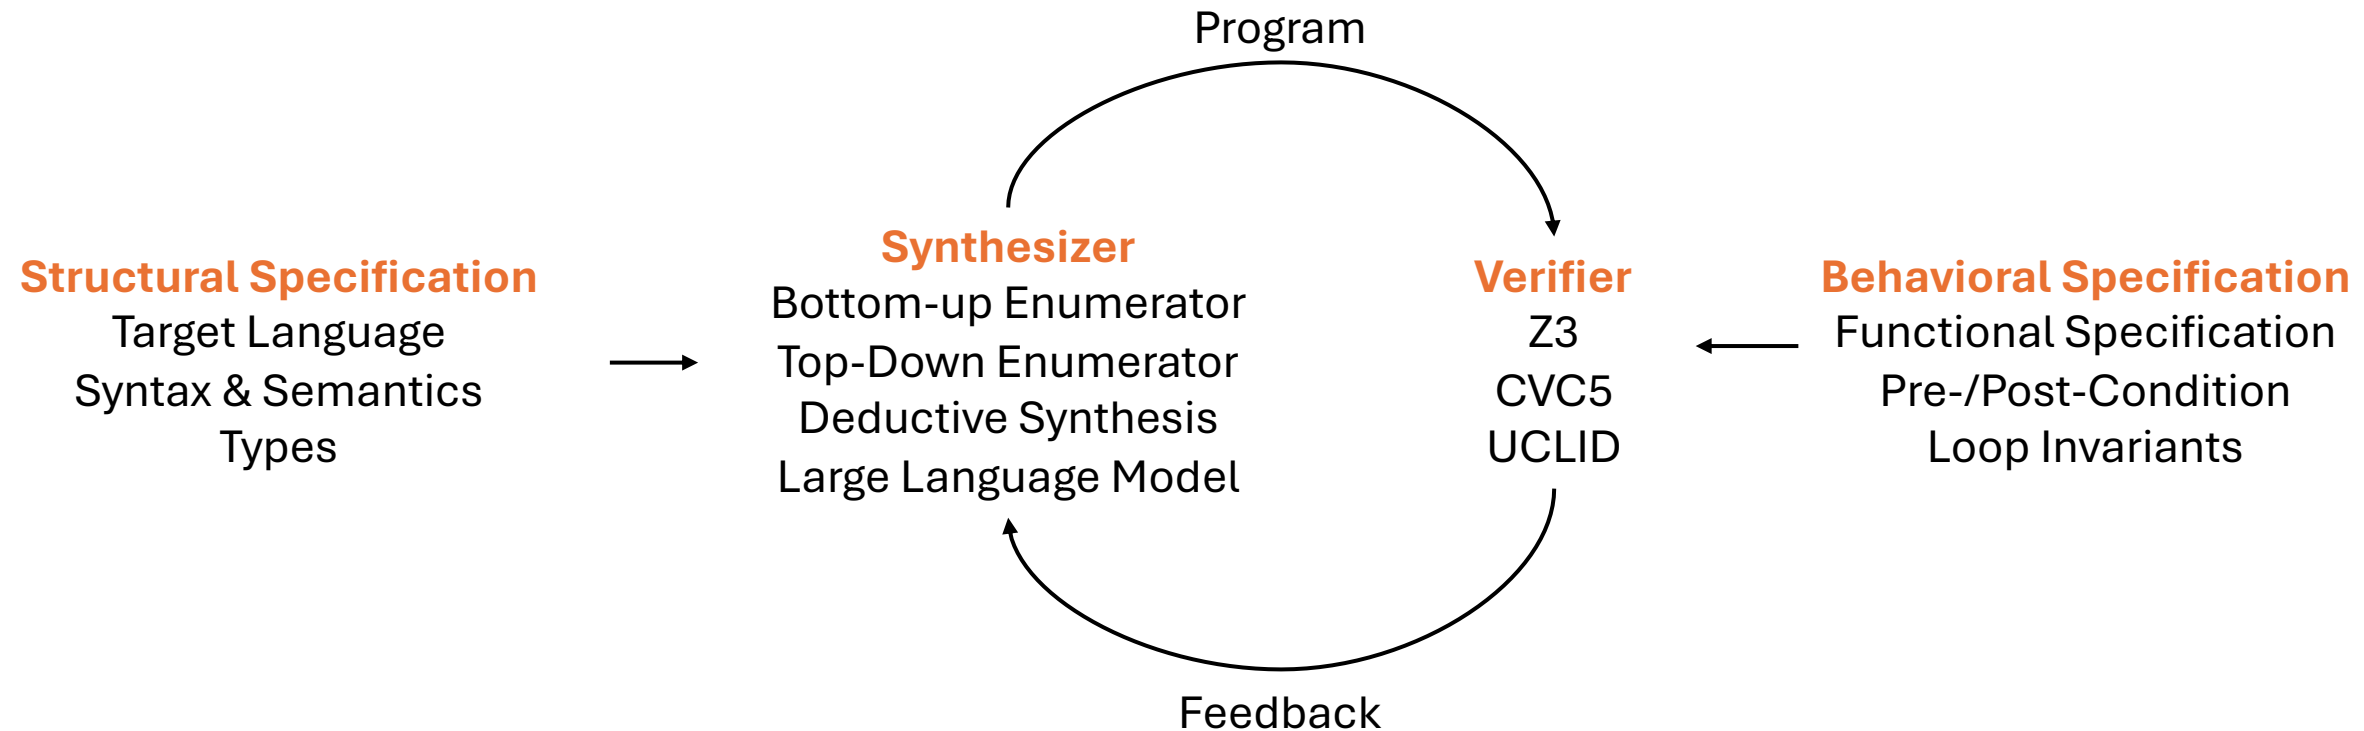 Program
Structural Specification
Target Language
Syntax & Semantics
Types
Synthesizer
Bottom-up Enumerator
Top-Down Enumerator
Deductive Synthesis
Large Language Model
Verifier
Z3
CVC5
UCLID
Behavioral Specification
Functional Specification
Pre-/Post-Condition
Loop Invariants
Feedback